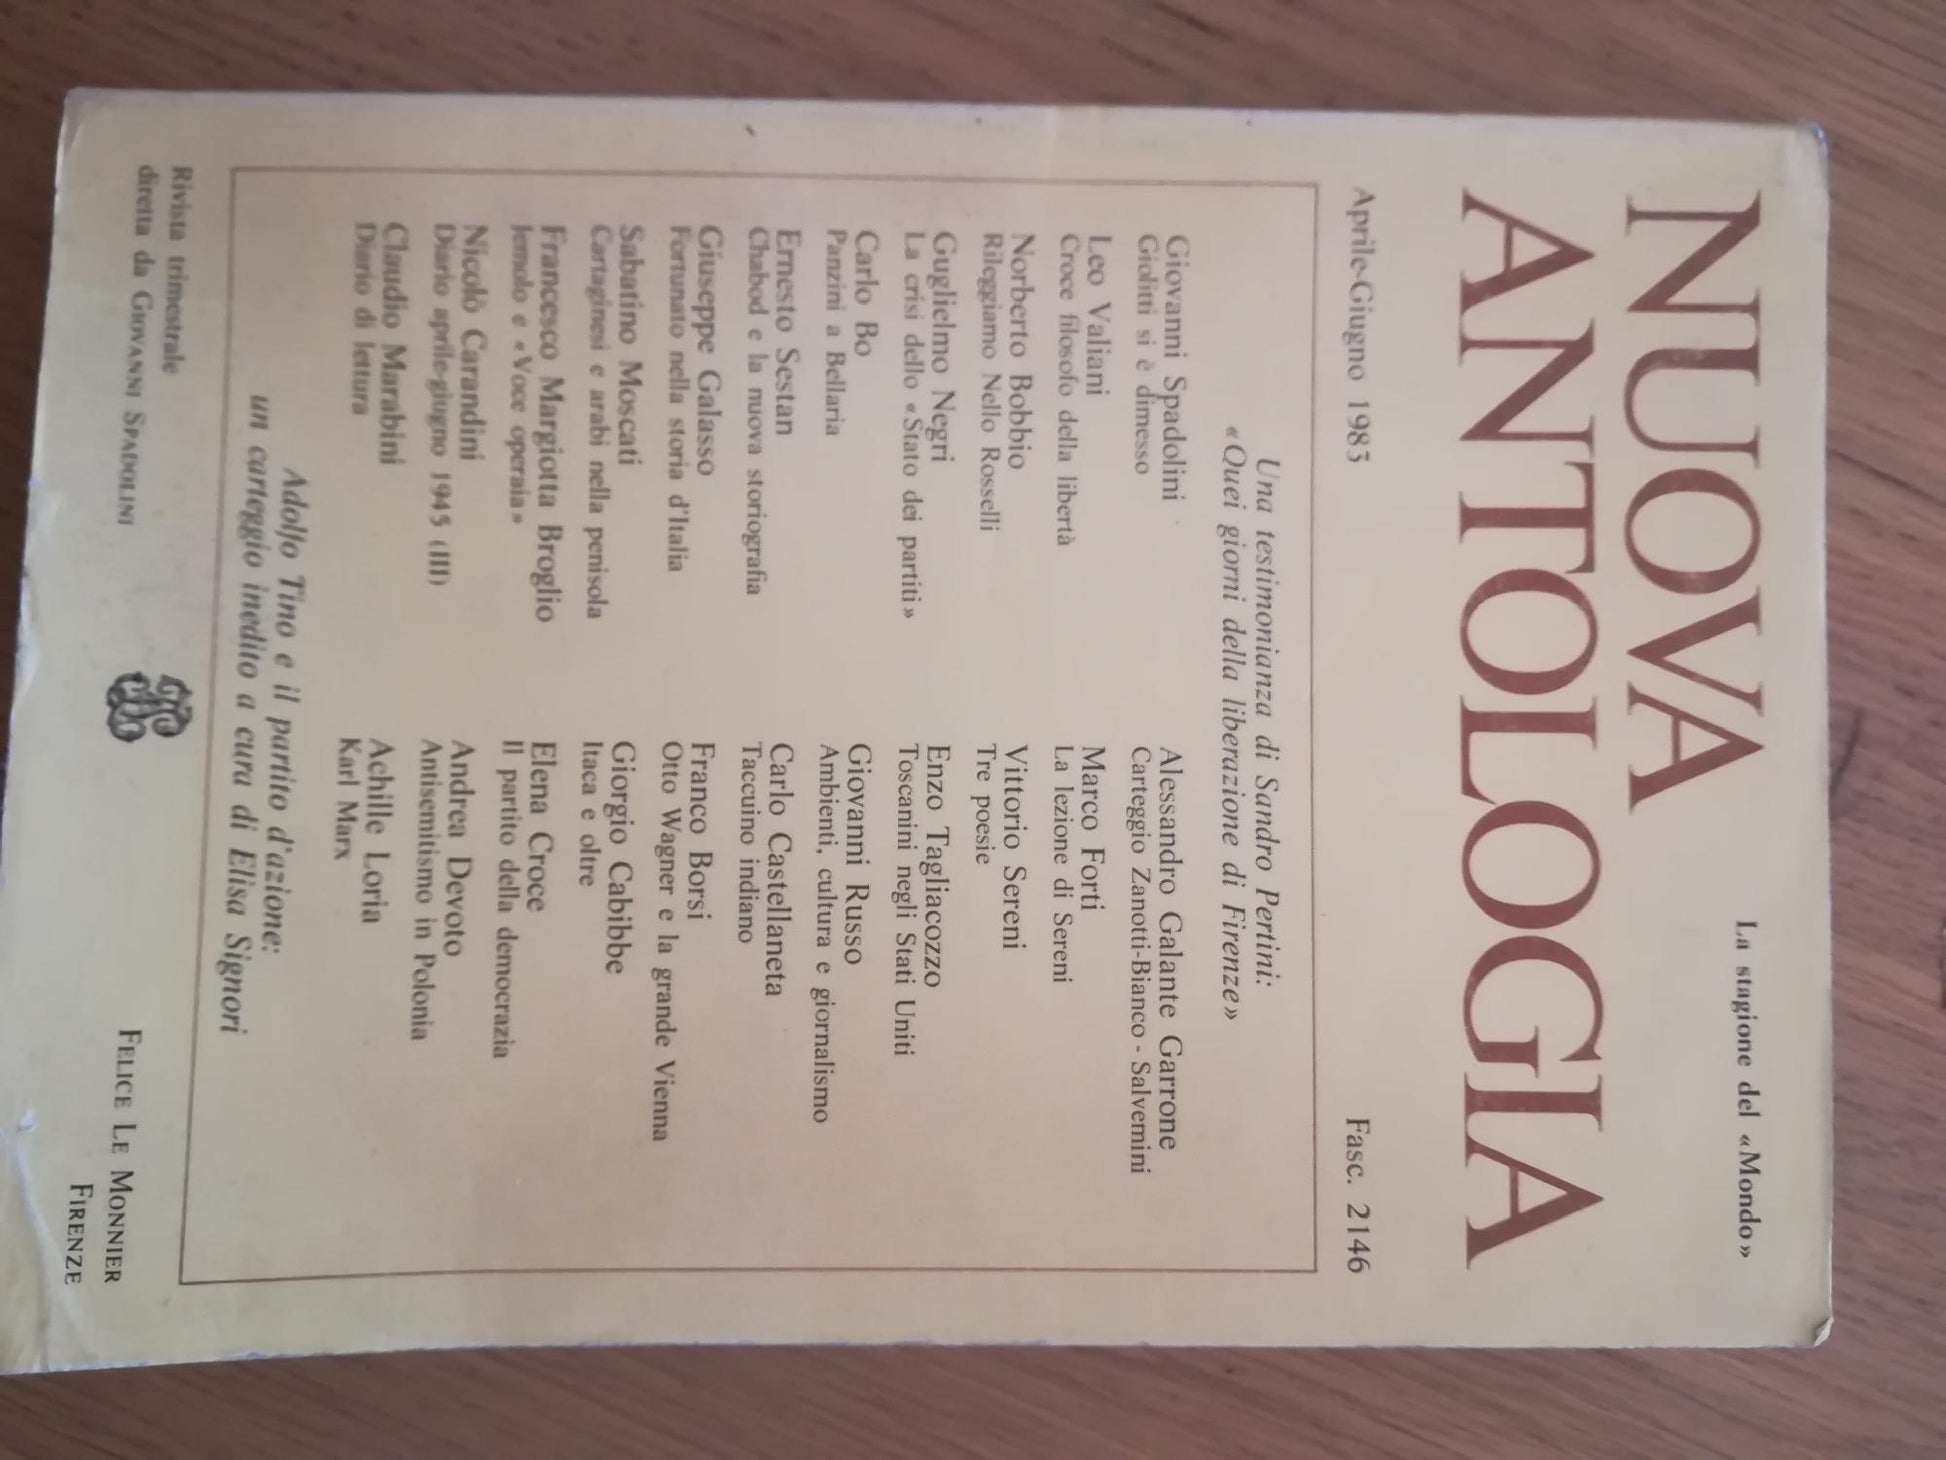 La stagione del «Mondo»
NUOVA
ANTOLOGIA
Aprile-Giugno 1983
Fasc. 2146
Una testimonianza di Sandro Pertini:
«Quei giorni della liberazione di Firenze»
Giovanni Spadolini
Giolitti si è dimesso
Leo Valiani
Croce filosofo della libertà
Norberto Bobbio
Rileggiamo Nello Rosselli
Guglielmo Negri
La crisi dello «Stato dei partiti»
Carlo Bo
Panzini a Bellaria
Ernesto Sestan
Chabod e la nuova storiografia
Giuseppe Galasso
Fortunato nella storia d'Italia
Sabatino Moscati
Cartaginesi e arabi nella penisola
Francesco Margiotta Broglio
Jemolo e «Voce operaia»
Nicolò Carandini
Diario aprile-giugno 1945 (III)
Claudio Marabini
Diario di lettura
Alessandro Galante Garrone
Carteggio Zanotti-Bianco - Salvemini
Marco Forti
La lezione di Sereni
Vittorio Sereni
Tre poesie
Enzo Tagliacozzo
Toscanini negli Stati Uniti
Giovanni Russo
Ambienti, cultura e giornalismo
Carlo Castellaneta
Taccuino indiano
Franco Borsi
Otto Wagner e la grande Vienna
Giorgio Cabibbe
Itaca e oltre
Elena Croce
Il partito della democrazia
Andrea Devoto
Antisemitismo in Polonia
Achille Loria
Karl Marx
Adolfo Tino e il partito d'azione:
un carteggio inedito a cura di Elisa Signori
Rivista trimestrale
diretta da GIOVANNI SPADOLINI
FELICE LE MONNIER
FIRENZE